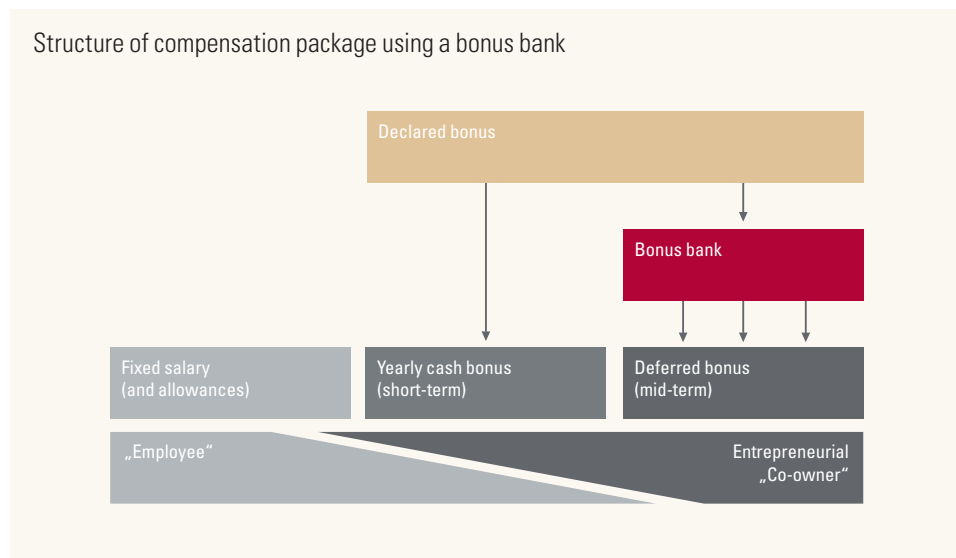 Structure of compensation package using a bonus bank
Declared bonus
Bonus bank
Fixed salary
(and allowances)
Yearly cash bonus
(short-term)
Deferred bonus
(mid-term)
„Employee“
Entrepreneurial
„Co-owner“